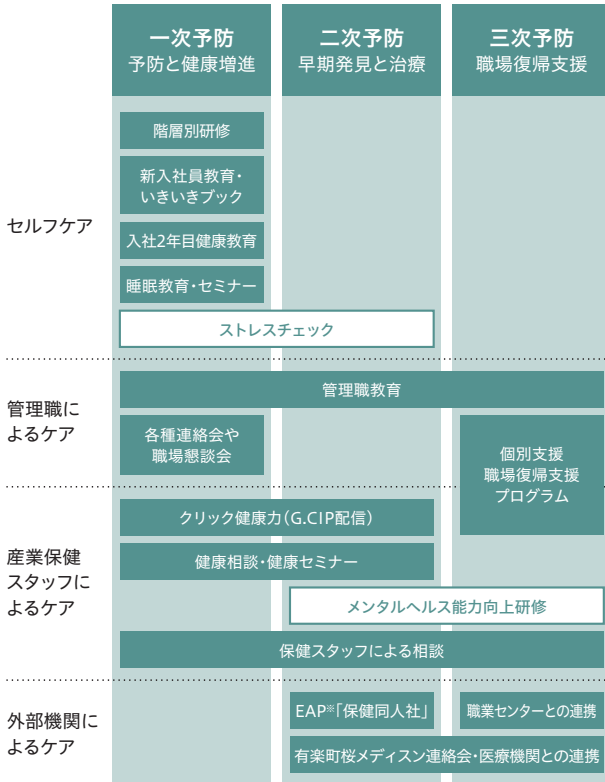 一次予防
予防と健康増進
二次予防
早期発見と治療
三次予防
職場復帰支援
セルフケア
階層別研修
新入社員教育・
いきいきブック
入社2年目健康教育
睡眠教育・セミナー
ストレスチェック
管理職に
よるケア
管理職教育
各種連絡会や
職場懇談会
個別支援
職場復帰支援
プログラム
産業保健
スタッフに
よるケア
クリック健康力(G.CIP配信)
健康相談・健康セミナー
メンタルヘルス能力向上研修
保健スタッフによる相談
外部機関に
よるケア
EAP※「保健同人社」
職業センターとの連携
有楽町桜メディスン連絡会・医療機関との連携